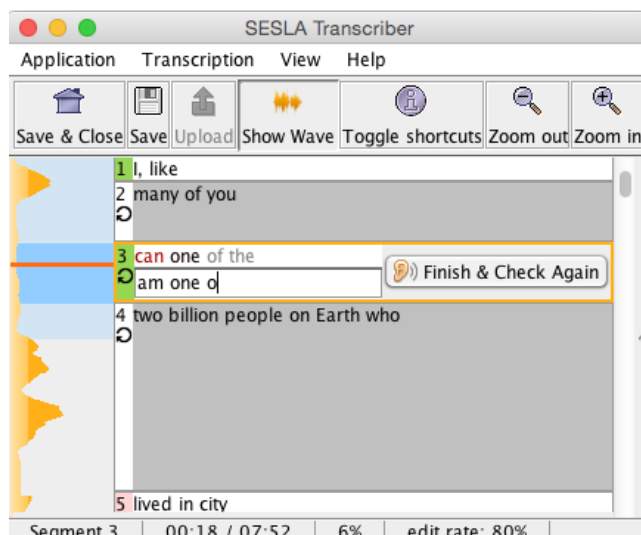 SESLA Transcriber
Application Transcription View Help
Save & Close Save Upload Show Wave Toggle shortcuts Zoom out Zoom in
1 I, like
2 many of you
3 can one of the
am one o
Finish & Check Again
4 two billion people on Earth who
5 lived in city
Segment 3 00:18 / 07:52 6% edit rate: 80%